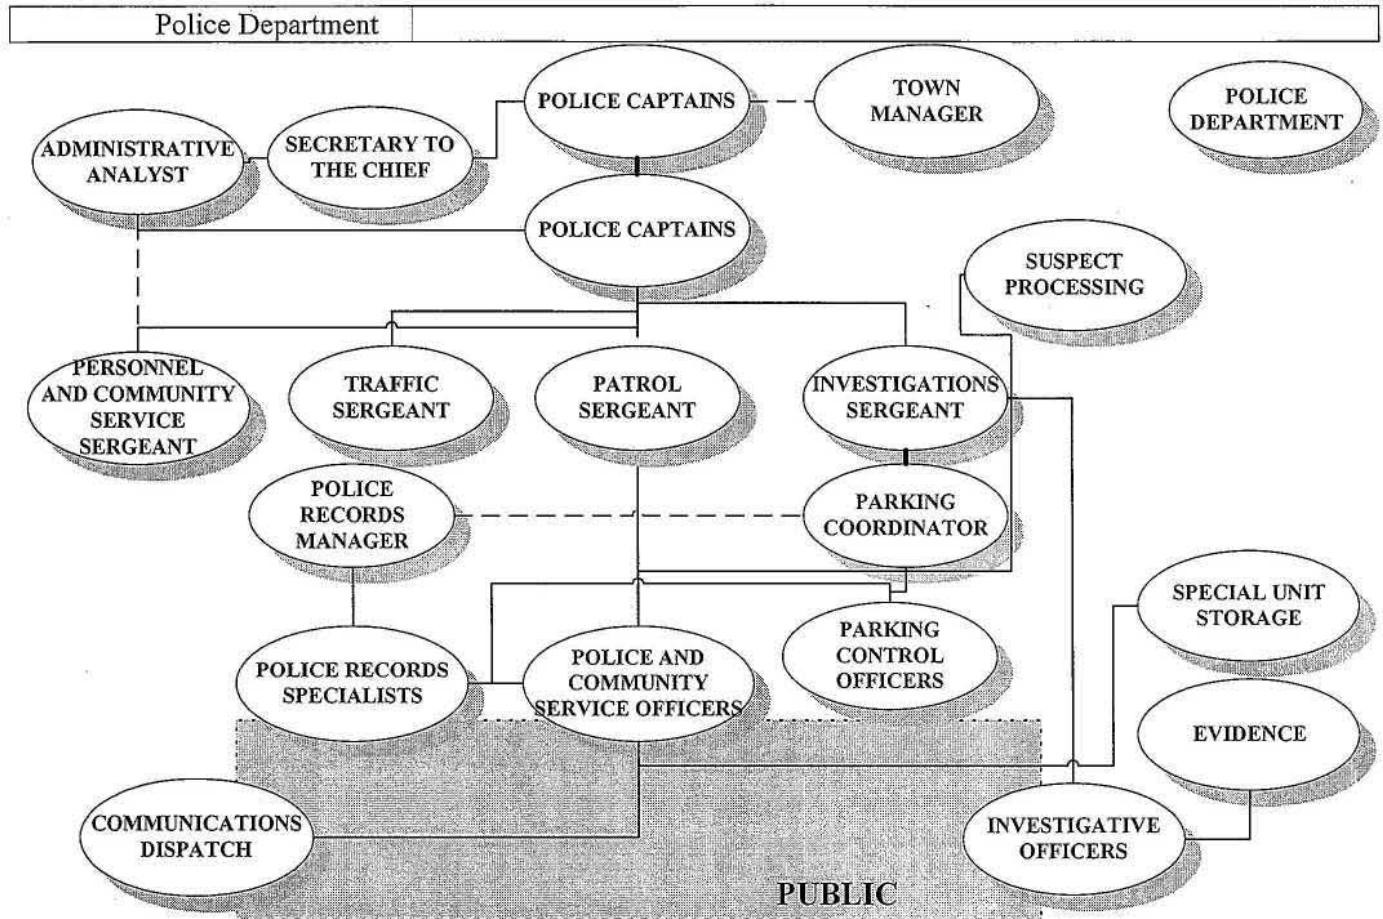 Police Department
POLICE CAPTAINS
TOWN
MANAGER
POLICE
DEPARTMENT
ADMINISTRATIVE
ANALYST
SECRETARY TO
THE CHIEF
POLICE CAPTAINS
SUSPECT
PROCESSING
PERSONNEL
AND COMMUNITY
SERVICE
SERGEANT
TRAFFIC
SERGEANT
PATROL
SERGEANT
INVESTIGATIONS
SERGEANT
POLICE
RECORDS
MANAGER
PARKING
COORDINATOR
SPECIAL UNIT
STORAGE
POLICE RECORDS
SPECIALISTS
POLICE AND
COMMUNITY
SERVICE OFFICERS
PARKING
CONTROL
OFFICERS
EVIDENCE
COMMUNICATIONS
DISPATCH
INVESTIGATIVE
OFFICERS
PUBLIC